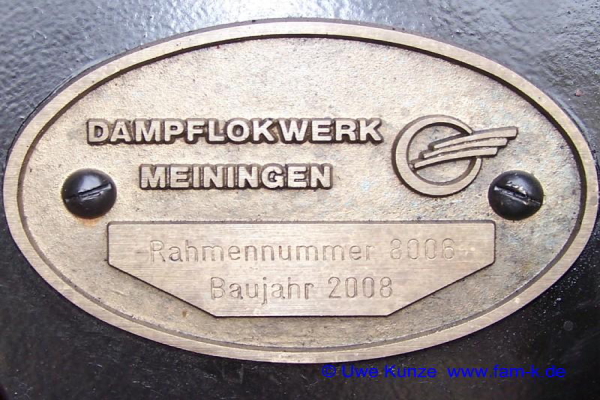 DAMPFLOKWERK
MEININGEN
Rahmennummer 8006
Baujahr 2008
© Uwe Kunze www.fam-k.de